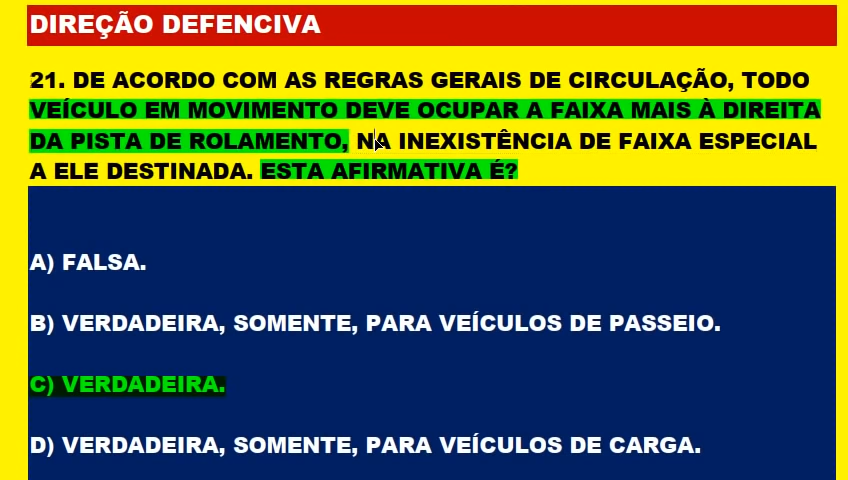 DIREÇÃO DEFENCIVA
21. DE ACORDO COM AS REGRAS GERAIS DE CIRCULAÇÃO, TODO
VEÍCULO EM MOVIMENTO DEVE OCUPAR A FAIXA MAIS À DIREITA
DA PISTA DE ROLAMENTO, NA INEXISTÊNCIA DE FAIXA ESPECIAL
A ELE DESTINADA. ESTA AFIRMATIVA É?
A) FALSA.
B) VERDADEIRA, SOMENTE, PARA VEÍCULOS DE PASSEIO.
C) VERDADEIRA.
D) VERDADEIRA, SOMENTE, PARA VEÍCULOS DE CARGA.